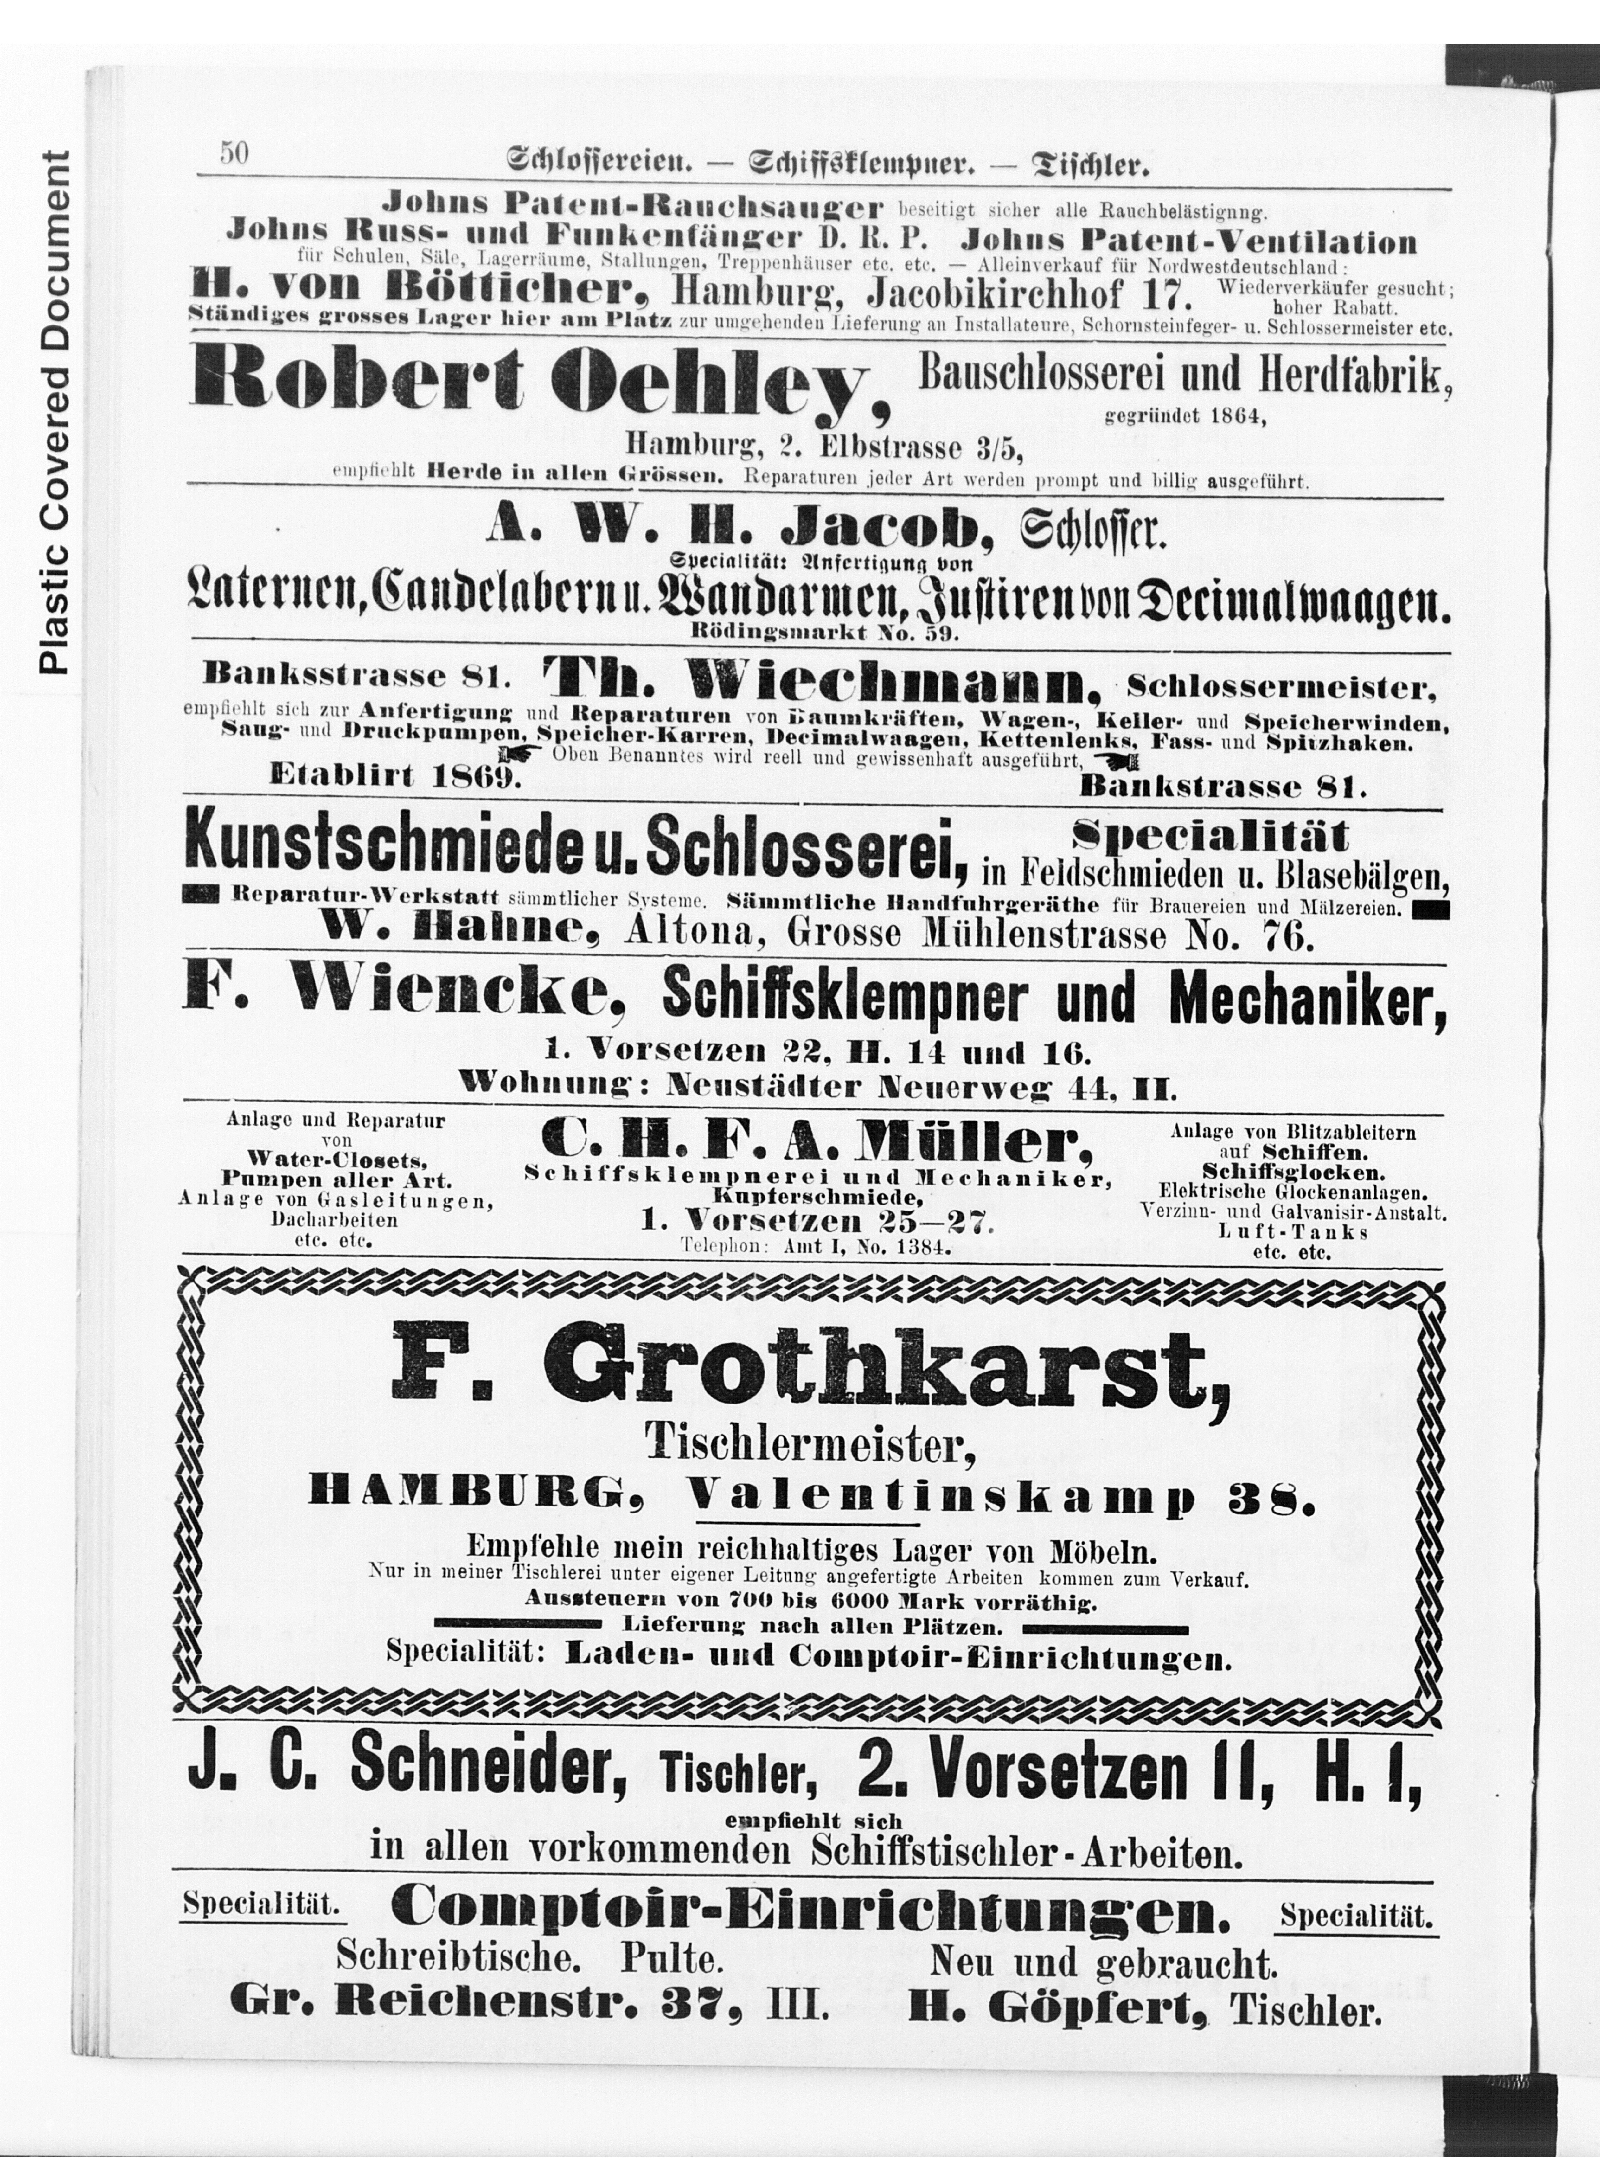 Plastic Covered Document
50
Schlossereien. — Schiffsklempner. — Tischler.
Johns Patent-Rauchsauger beseitigt sicher alle Rauchbelästignng.
Johns Russ- und Funkenfänger D. R. P. Johns Patent-Ventilation
für Schulen, Säle, Lagerräume, Stallungen, Treppenhäuser etc. etc. — Alleinverkauf für Nordwestdeutschland:
H. von Bötticher, Hamburg, Jacobikirchhof 17. Wiederverkäufer gesucht;
hoher Rabatt.
Ständiges grosses Lager hier am Platz zur umgehenden Lieferung an Installateure, Schornsteinfeger- u. Schlossermeister etc.
Robert Oehley, Bauschlosserei und Herdfabrik,
gegründet 1864,
Hamburg, 2. Elbstrasse 3/5,
empfiehlt Herde in allen Grössen. Reparaturen jeder Art werden prompt und billig ausgeführt.
A. W. H. Jacob, Schlosser.
Specialität: Anfertigung von
Laternen, Candelabern u. Wandarmen, Justiren von Decimalwaagen.
Rödingsmarkt No. 59.
Banksstrasse 81. Th. Wiechmann, Schlossermeister,
empfiehlt sich zur Anfertigung und Reparaturen von Baumkräften, Wagen-, Keller- und Speicherwinden,
Saug- und Druckpumpen, Speicher-Karren, Decimalwaagen, Kettenlenks, Fass- und Spitzhaken.
Oben Benanntes wird reell und gewissenhaft ausgeführt,
Etablirt 1869. Bankstrasse 81.
Kunstschmiede u. Schlosserei, Specialität
in Feldschmieden u. Blasebälgen,
Reparatur-Werkstatt sämmtlicher Systeme. Sämmtliche Handfuhrgeräthe für Brauereien und Mälzereien.
W. Hahne, Altona, Grosse Mühlenstrasse No. 76.
F. Wiencke, Schiffsklempner und Mechaniker,
1. Vorsetzen 22, H. 14 und 16.
Wohnung: Neustädter Neuerweg 44, II.
Anlage und Reparatur
von
Water-Closets,
Pumpen aller Art.
Anlage von Gasleitungen,
Dacharbeiten
etc. etc.
C. H. F. A. Müller,
Schiffsklempnerei und Mechaniker,
Kupferschmiede,
1. Vorsetzen 25—27.
Telephon: Amt I, No. 1384.
Anlage von Blitzableitern
auf Schiffen.
Schiffsglocken.
Elektrische Glockenanlagen.
Verzinn- und Galvanisir-Anstalt.
Luft-Tanks
etc. etc.
F. Grothkarst,
Tischlermeister,
HAMBURG, Valentinskamp 38.
Empfehle mein reichhaltiges Lager von Möbeln.
Nur in meiner Tischlerei unter eigener Leitung angefertigte Arbeiten kommen zum Verkauf.
Aussteuern von 700 bis 6000 Mark vorräthig.
Lieferung nach allen Plätzen.
Specialität: Laden- und Comptoir-Einrichtungen.
J. C. Schneider, Tischler, 2. Vorsetzen 11, H. 1,
empfiehlt sich
in allen vorkommenden Schiffstischler-Arbeiten.
Specialität. Comptoir-Einrichtungen. Specialität.
Schreibtische. Pulte. Neu und gebraucht.
Gr. Reichenstr. 37, III. H. Göpfert, Tischler.